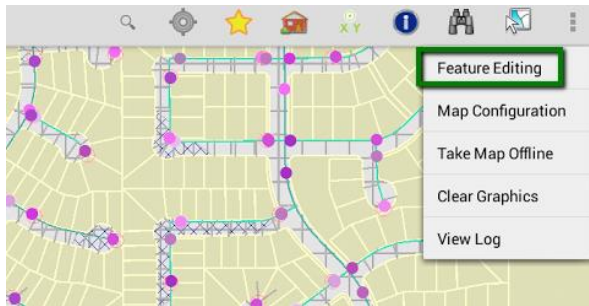 X Y
Feature Editing
Map Configuration
Take Map Offline
Clear Graphics
View Log